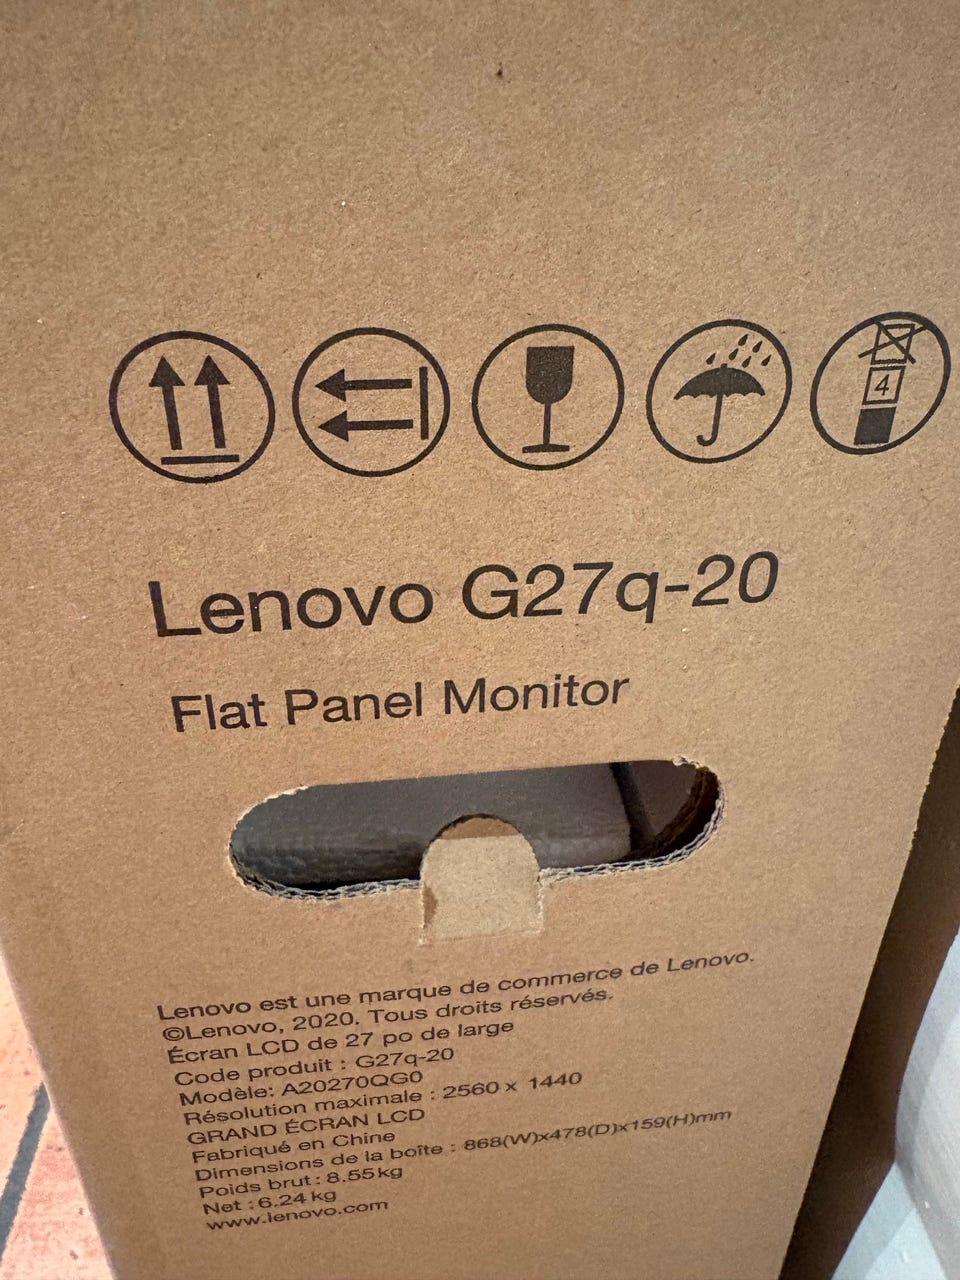 4
Lenovo G27q-20
Flat Panel Monitor
Lenovo est une marque de commerce de Lenovo.
©Lenovo, 2020. Tous droits réservés.
Écran LCD de 27 po de large
Code produit : G27q-20
Modèle: A20270QG0
Résolution maximale : 2560 x 1440
GRAND ÉCRAN LCD
Fabriqué en Chine
Dimensions de la boîte : 868(W)x478(D)x159(H)mm
Poids brut : 8.55kg
Net : 6.24kg
www.lenovo.com